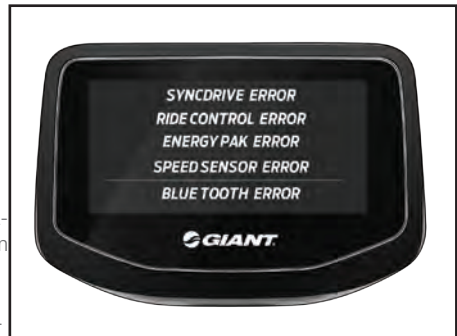 SYNCDRIVE ERROR
RIDE CONTROL ERROR
ENERGY PAK ERROR
SPEED SENSOR ERROR
BLUE TOOTH ERROR
GIANT